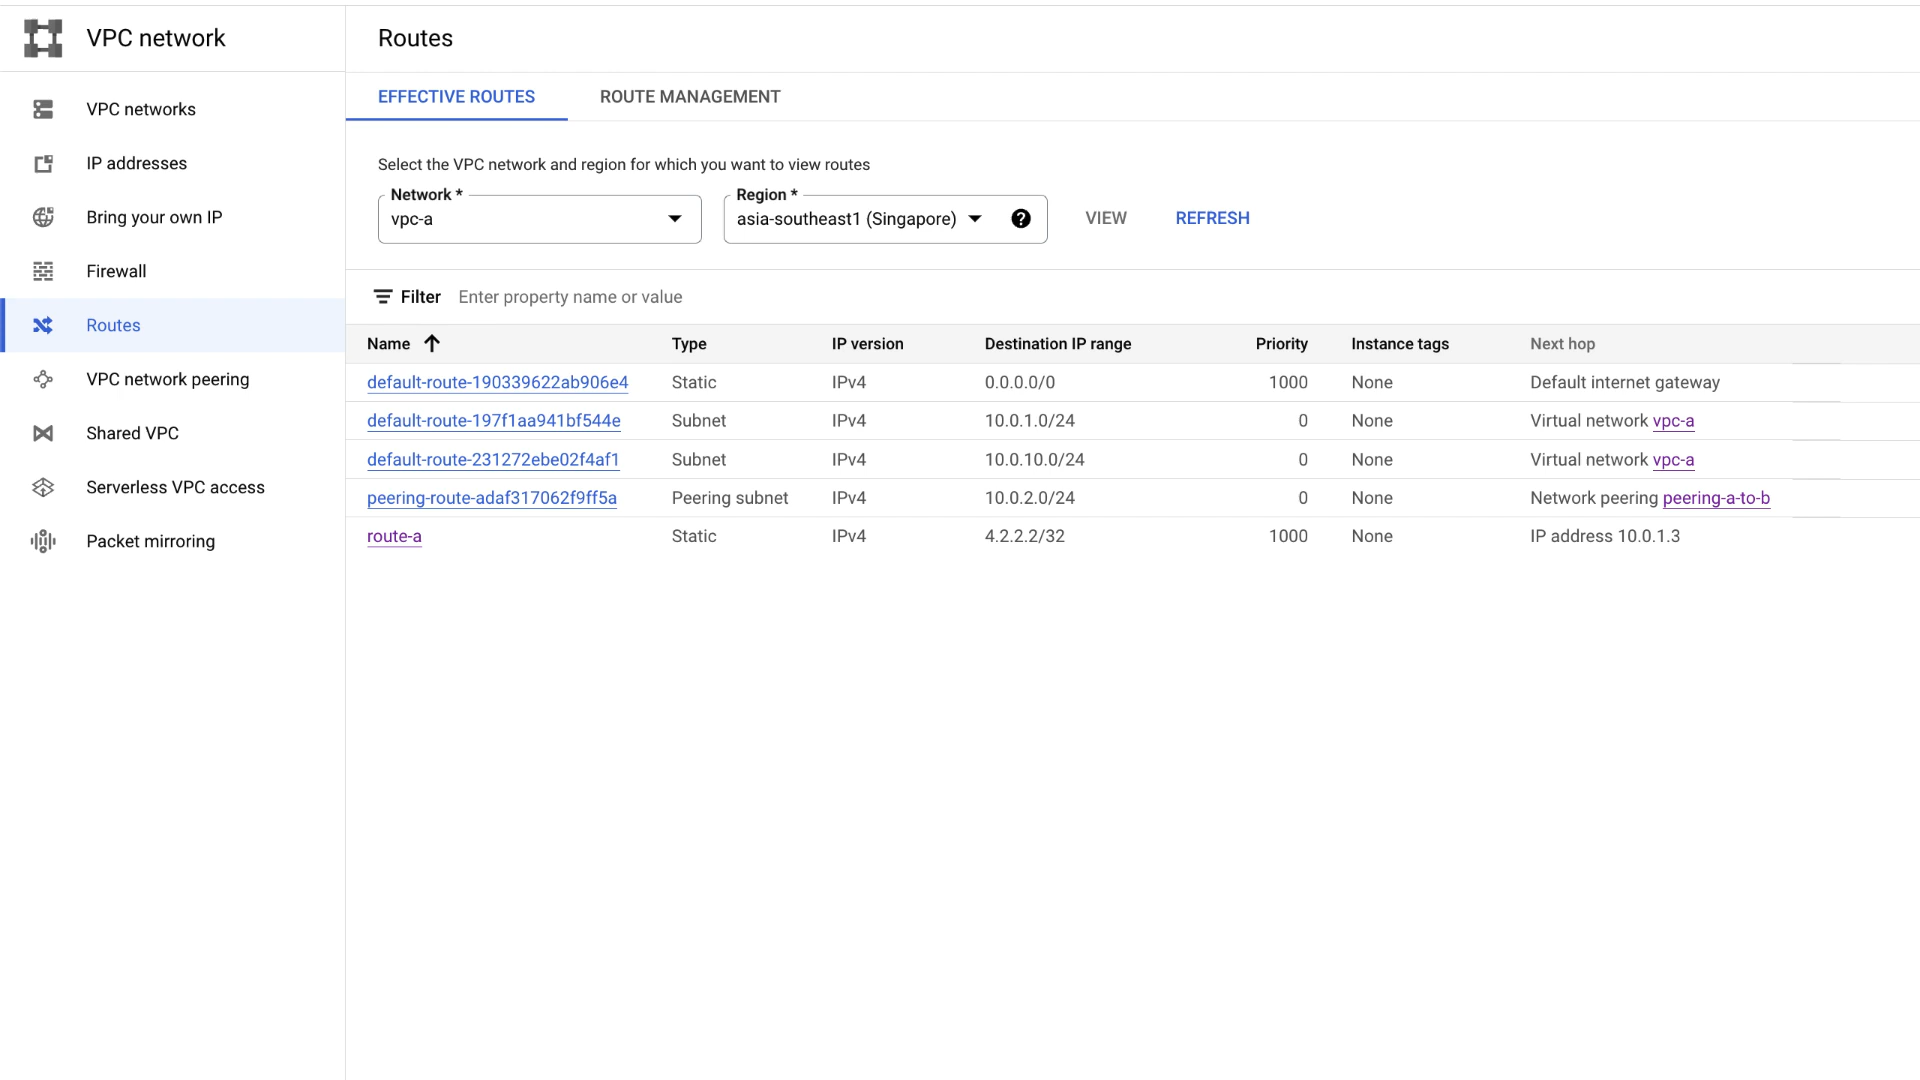 VPC network
VPC networks
IP addresses
Bring your own IP
Firewall
Routes
VPC network peering
Shared VPC
Serverless VPC access
Packet mirroring
Routes
EFFECTIVE ROUTES ROUTE MANAGEMENT
Select the VPC network and region for which you want to view routes
Network * Region *
vpc-a asia-southeast1 (Singapore) ? VIEW REFRESH
Filter Enter property name or value
Name Type IP version Destination IP range Priority Instance tags Next hop
default-route-190339622ab906e4 Static IPv4 0.0.0.0/0 1000 None Default internet gateway
default-route-197f1aa941bf544e Subnet IPv4 10.0.1.0/24 0 None Virtual network vpc-a
default-route-231272ebe02f4af1 Subnet IPv4 10.0.10.0/24 0 None Virtual network vpc-a
peering-route-adaf317062f9ff5a Peering subnet IPv4 10.0.2.0/24 0 None Network peering peering-a-to-b
route-a Static IPv4 4.2.2.2/32 1000 None IP address 10.0.1.3